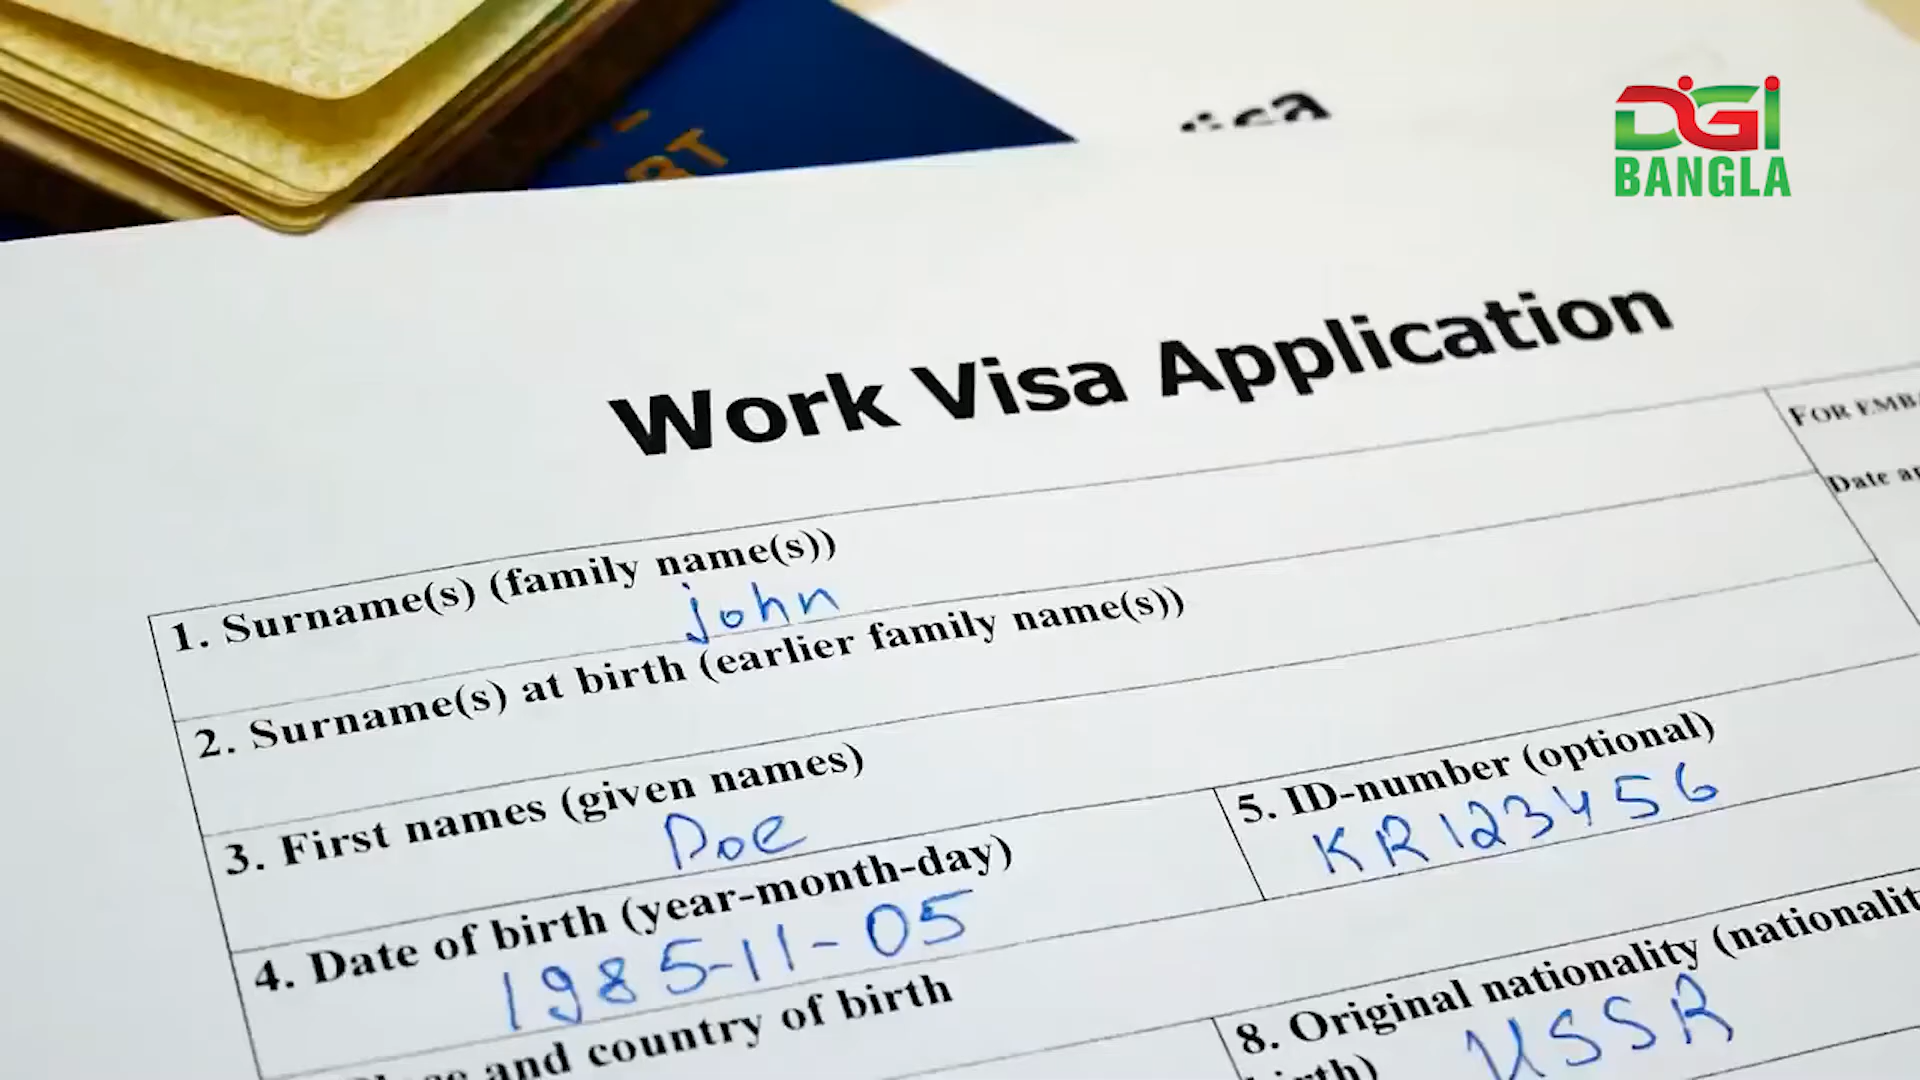 DGI
BANGLA
Work Visa Application
FOR EMBA
Date
1. Surname(s) (family name(s))
john
2. Surname(s) at birth (earlier family name(s))
3. First names (given names)
Doe
4. Date of birth (year-month-day)
1985-11-05
5. ID-number (optional)
KR123456
and country of birth
8. Original nationality (nationalit
USSR